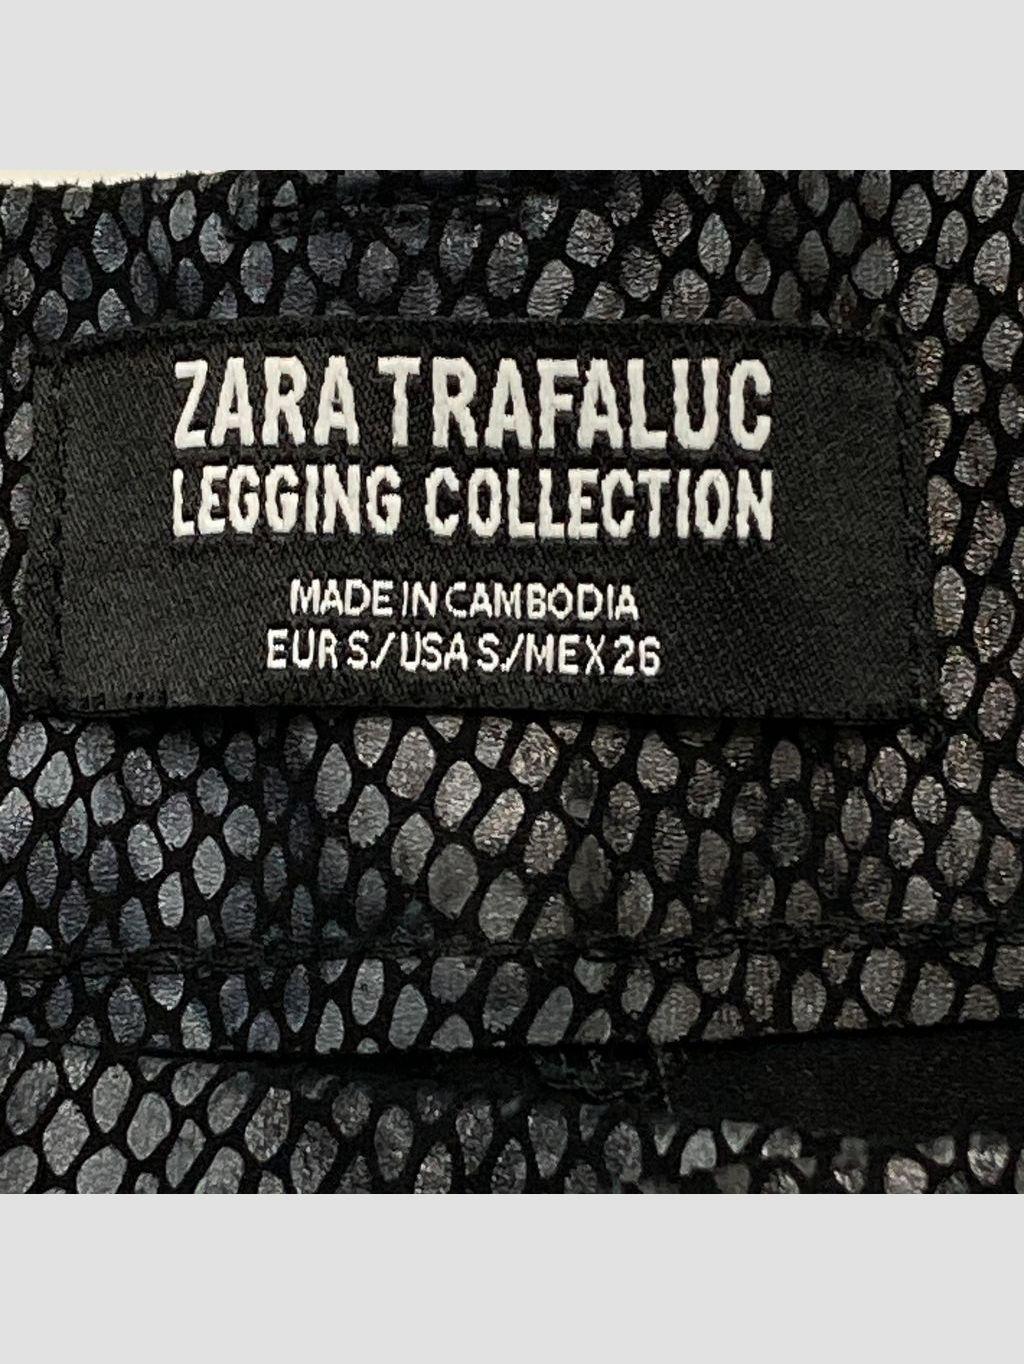 ZARA TRAFALUC
LEGGING COLLECTION
MADE IN CAMBODIA
EUR S/USA S/MEX 26